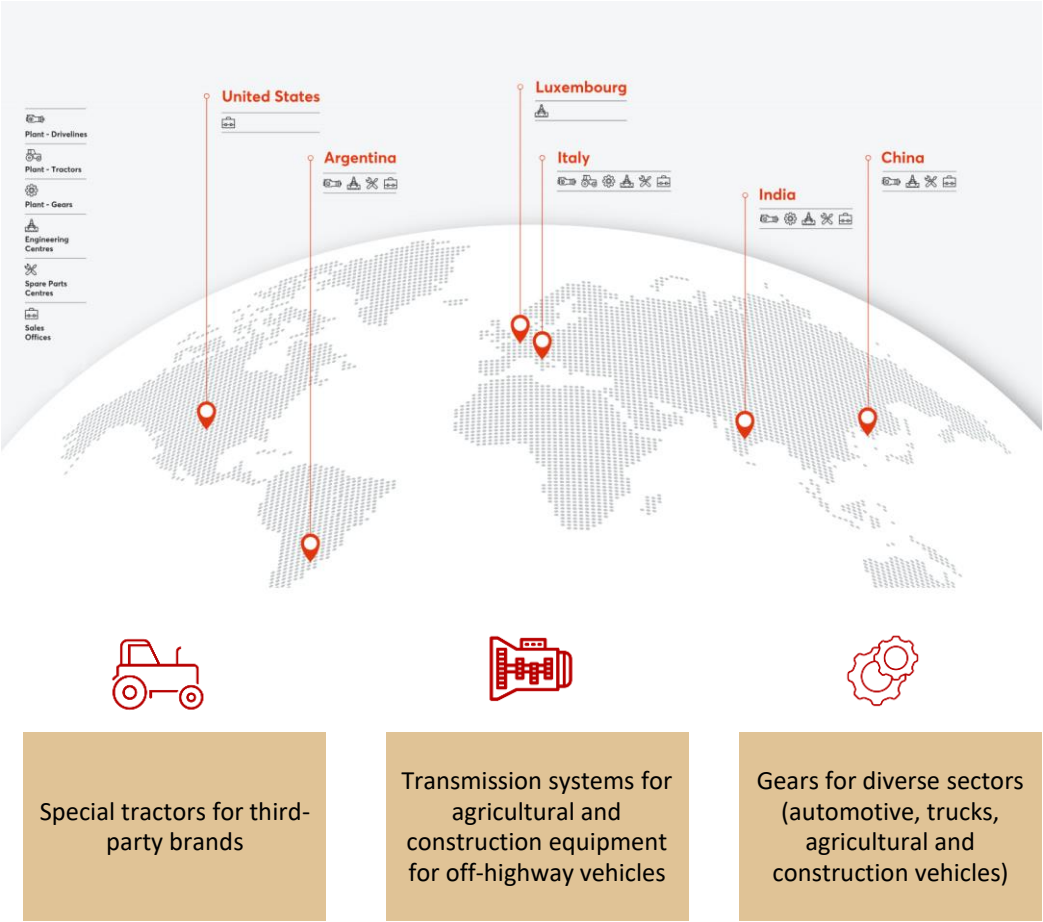 United States
Luxembourg
Argentina
Italy
China
India
Plant - Drivelines
Plant - Tractors
Plant - Gears
Engineering
Centres
Spare Parts
Centres
Sales
Offices
Special tractors for third-
party brands
Transmission systems for
agricultural and
construction equipment
for off-highway vehicles
Gears for diverse sectors
(automotive, trucks,
agricultural and
construction vehicles)